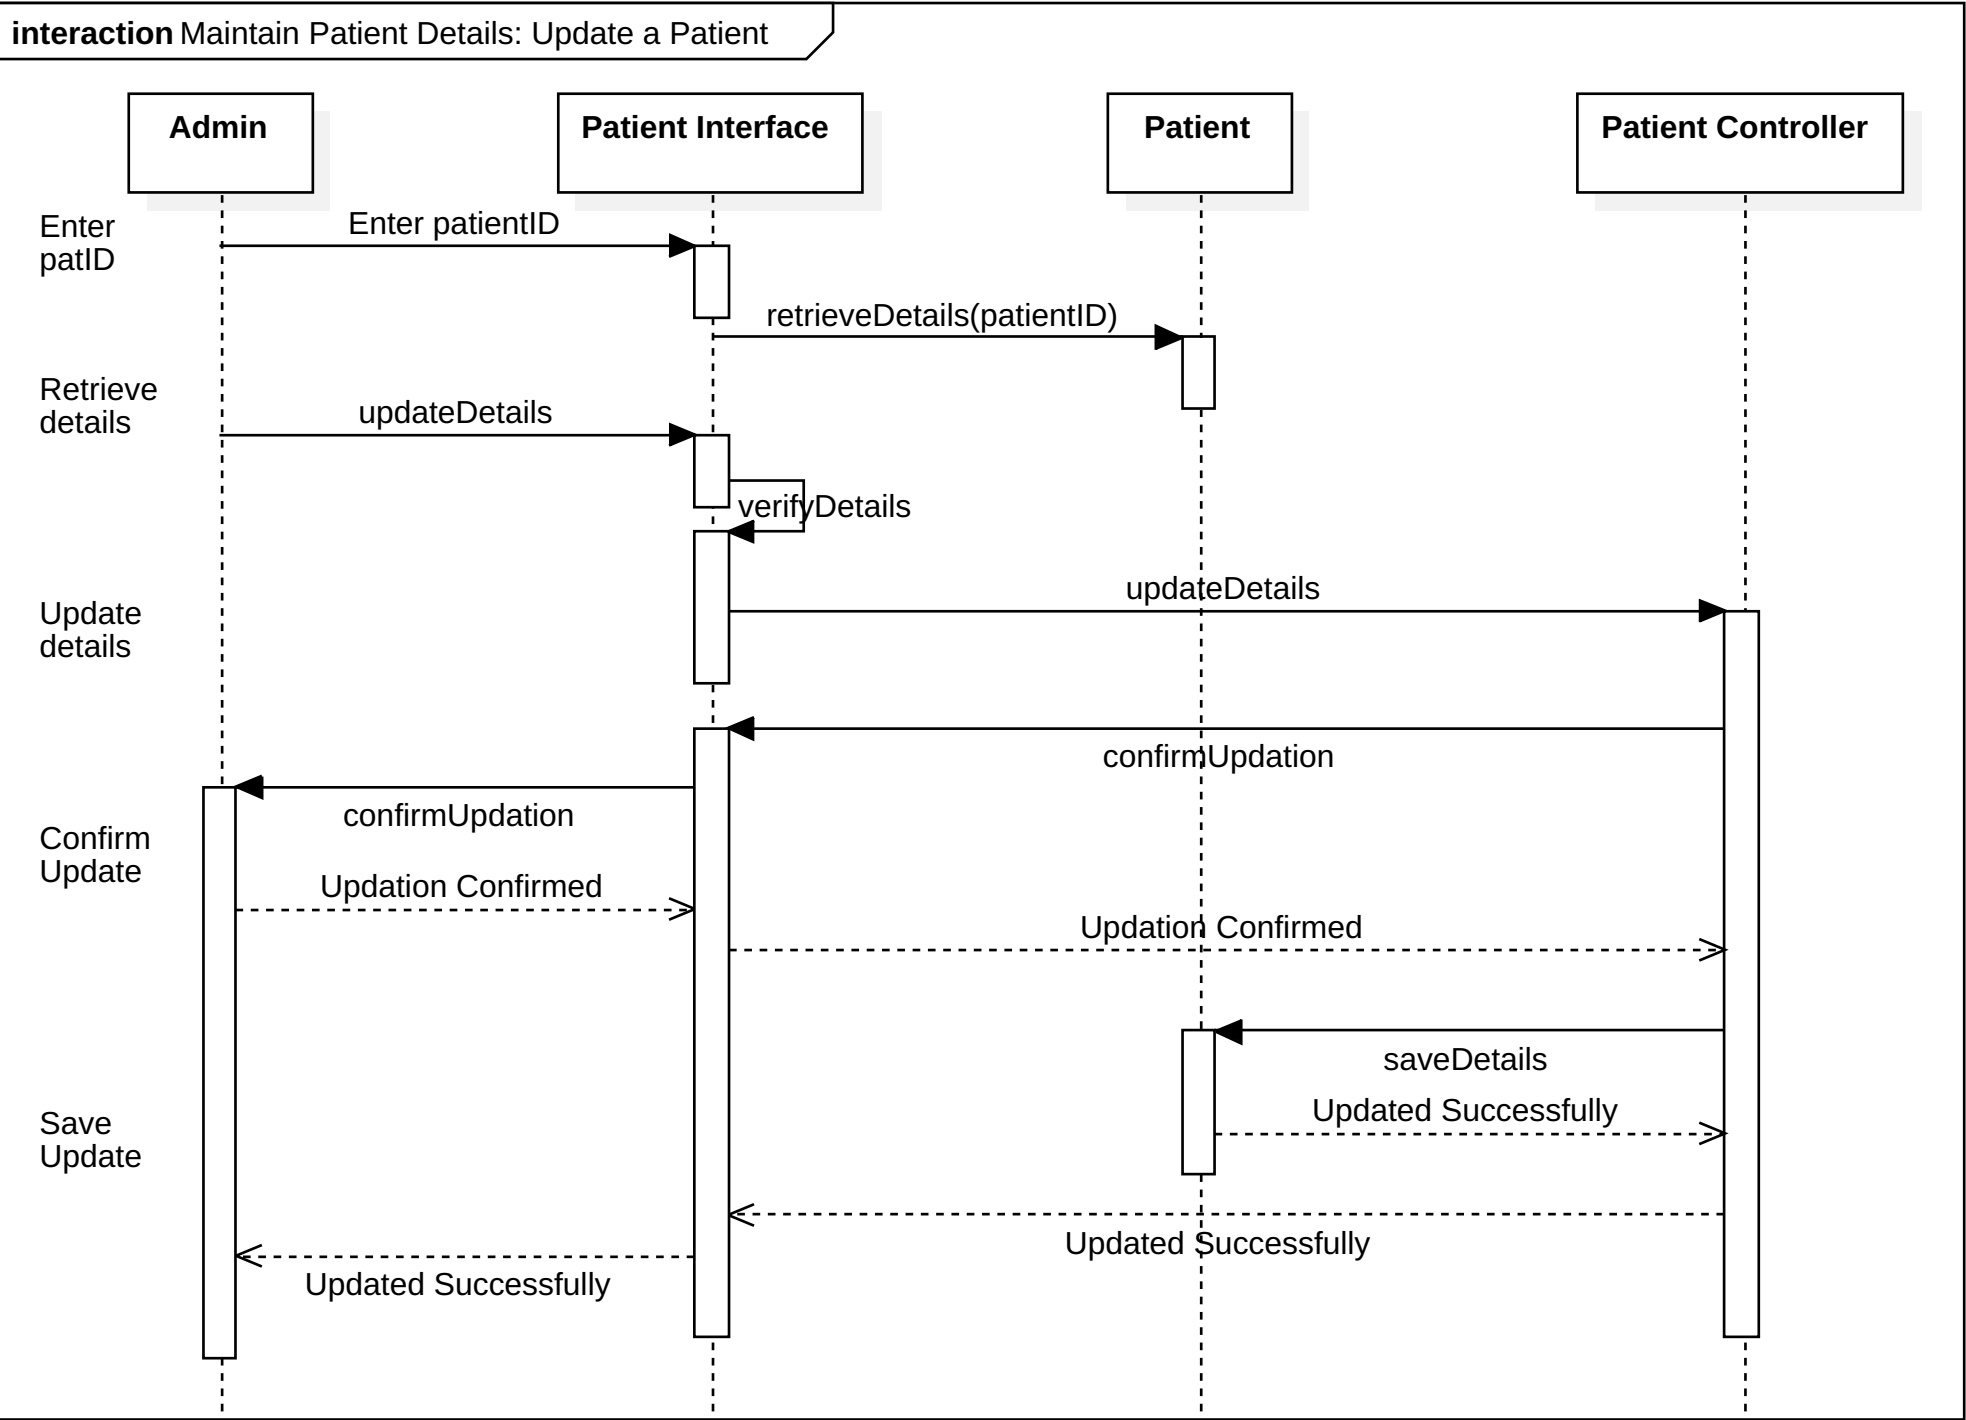 interaction Maintain Patient Details: Update a Patient
Admin
Patient Interface
Patient
Patient Controller
Enter
patID
Enter patientID
retrieveDetails(patientID)
Retrieve
details
updateDetails
verifyDetails
updateDetails
Update
details
confirmUpdation
confirmUpdation
Confirm
Update
Updation Confirmed
Updation Confirmed
saveDetails
Updated Successfully
Save
Update
Updated Successfully
Updated Successfully